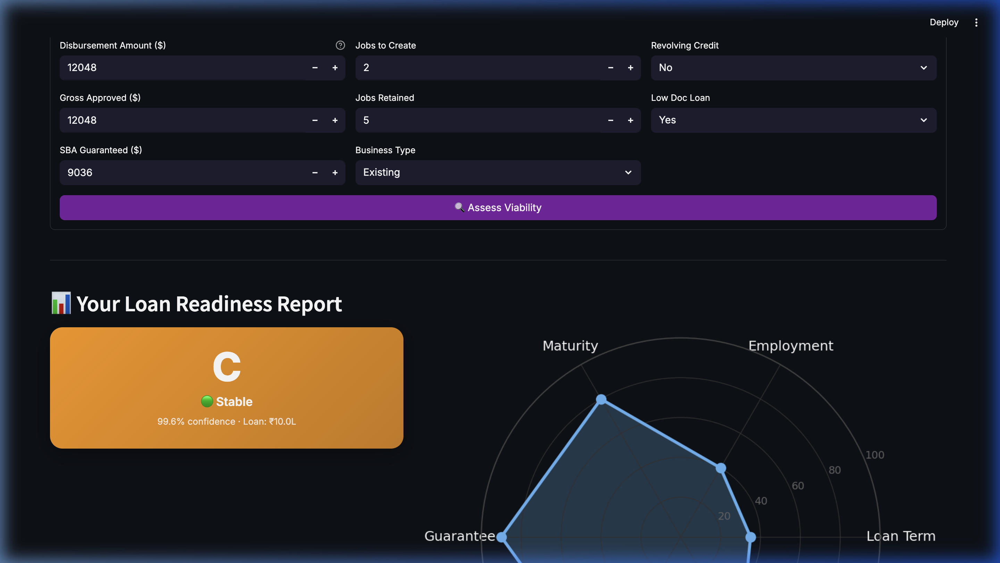 Deploy
Disbursement Amount ($)
Jobs to Create
Revolving Credit
12048
2
No
Gross Approved ($)
Jobs Retained
Low Doc Loan
12048
5
Yes
SBA Guaranteed ($)
Business Type
9036
Existing
Assess Viability
Your Loan Readiness Report
C
Stable
99.6% confidence · Loan: ₹10.0L
Maturity
Employment
100
80
60
40
20
Guarantee
Loan Term